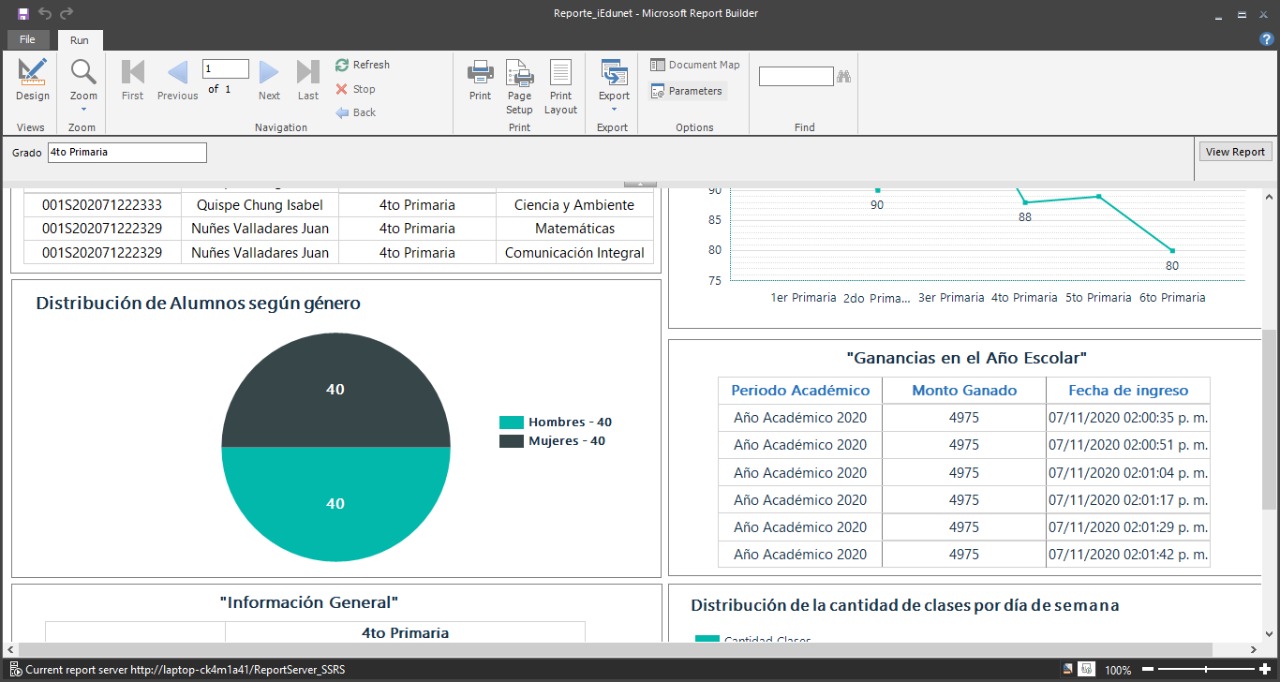 Reporte_iEdunet - Microsoft Report Builder
File
Run
Design
Views
Zoom
Zoom
First
Previous
1
of 1
Next
Last
Refresh
Stop
Back
Navigation
Print
Page Setup
Print Layout
Print
Export
Export
Document Map
Parameters
Options
Find
Grado
4to Primaria
View Report
001S202071222333 Quispe Chung Isabel 4to Primaria Ciencia y Ambiente
001S202071222329 Nuñes Valladares Juan 4to Primaria Matemáticas
001S202071222329 Nuñes Valladares Juan 4to Primaria Comunicación Integral
90
85
80
75
90
88
80
1er Primaria 2do Prima... 3er Primaria 4to Primaria 5to Primaria 6to Primaria
Distribución de Alumnos según género
40
40
Hombres - 40
Mujeres - 40
"Ganancias en el Año Escolar"
Periodo Académico Monto Ganado Fecha de ingreso
Año Académico 2020 4975 07/11/2020 02:00:35 p. m.
Año Académico 2020 4975 07/11/2020 02:00:51 p. m.
Año Académico 2020 4975 07/11/2020 02:01:04 p. m.
Año Académico 2020 4975 07/11/2020 02:01:17 p. m.
Año Académico 2020 4975 07/11/2020 02:01:29 p. m.
Año Académico 2020 4975 07/11/2020 02:01:42 p. m.
"Información General"
4to Primaria
Distribución de la cantidad de clases por día de semana
Cantidad Clases
Current report server http://laptop-ck4m1a41/ReportServer_SSRS
100%